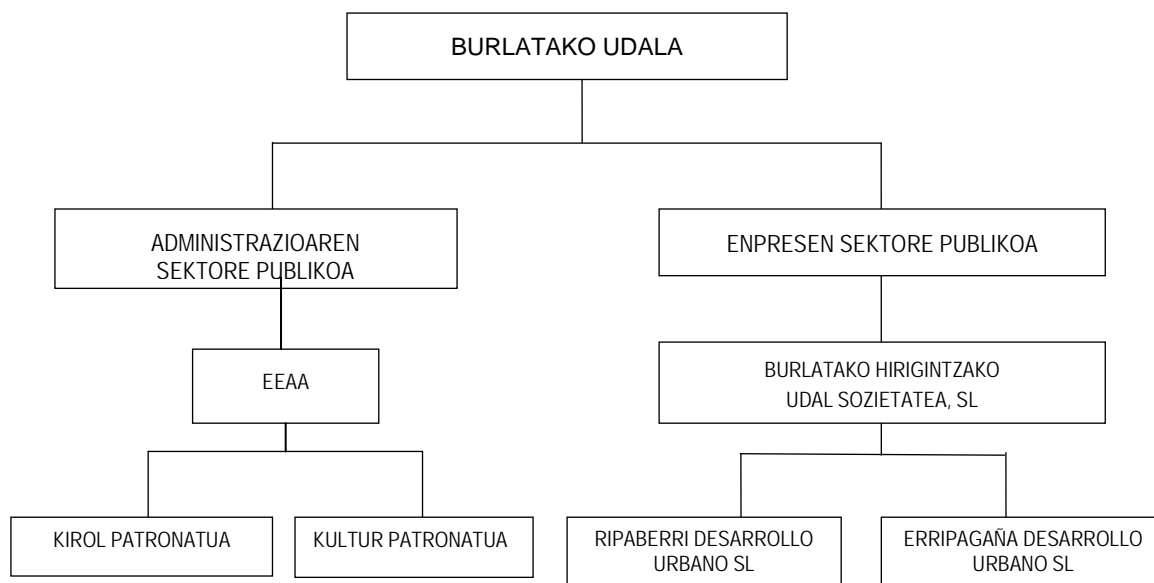 BURLATAKO UDALA
ADMINISTRAZIOAREN
SEKTORE PUBLIKOA
ENPRESEN SEKTORE PUBLIKOA
EEAA
BURLATAKO HIRIGINTZAKO
UDAL SOZIETATEA, SL
KIROL PATRONATUA
KULTUR PATRONATUA
RIPABERRI DESARROLLO
URBANO SL
ERRIPAGAÑA DESARROLLO
URBANO SL